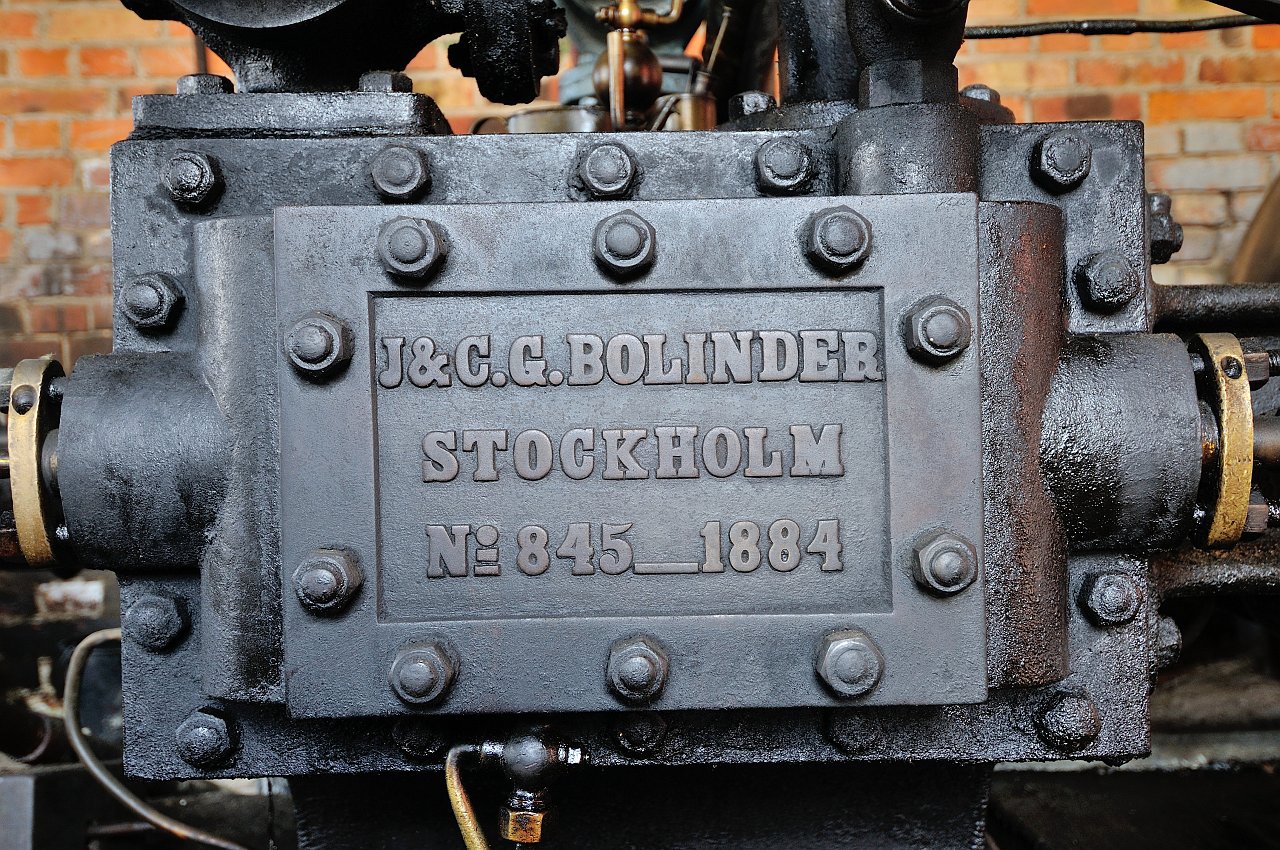 J&C.G.BOLINDER
STOCKHOLM
No 845_1884